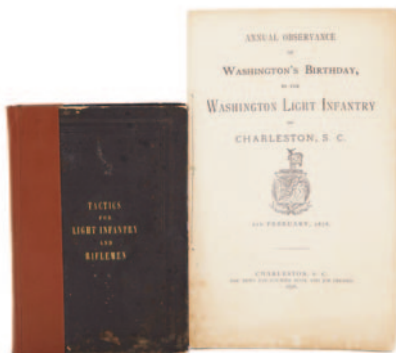 TACTICS
FOR
LIGHT INFANTRY
AND
RIFLEMEN
ANNUAL OBSERVANCE
OF
WASHINGTON'S BIRTHDAY,
BY THE
WASHINGTON LIGHT INFANTRY
OF
CHARLESTON, S. C.
FEBRUARY,
CHARLESTON, S. C.